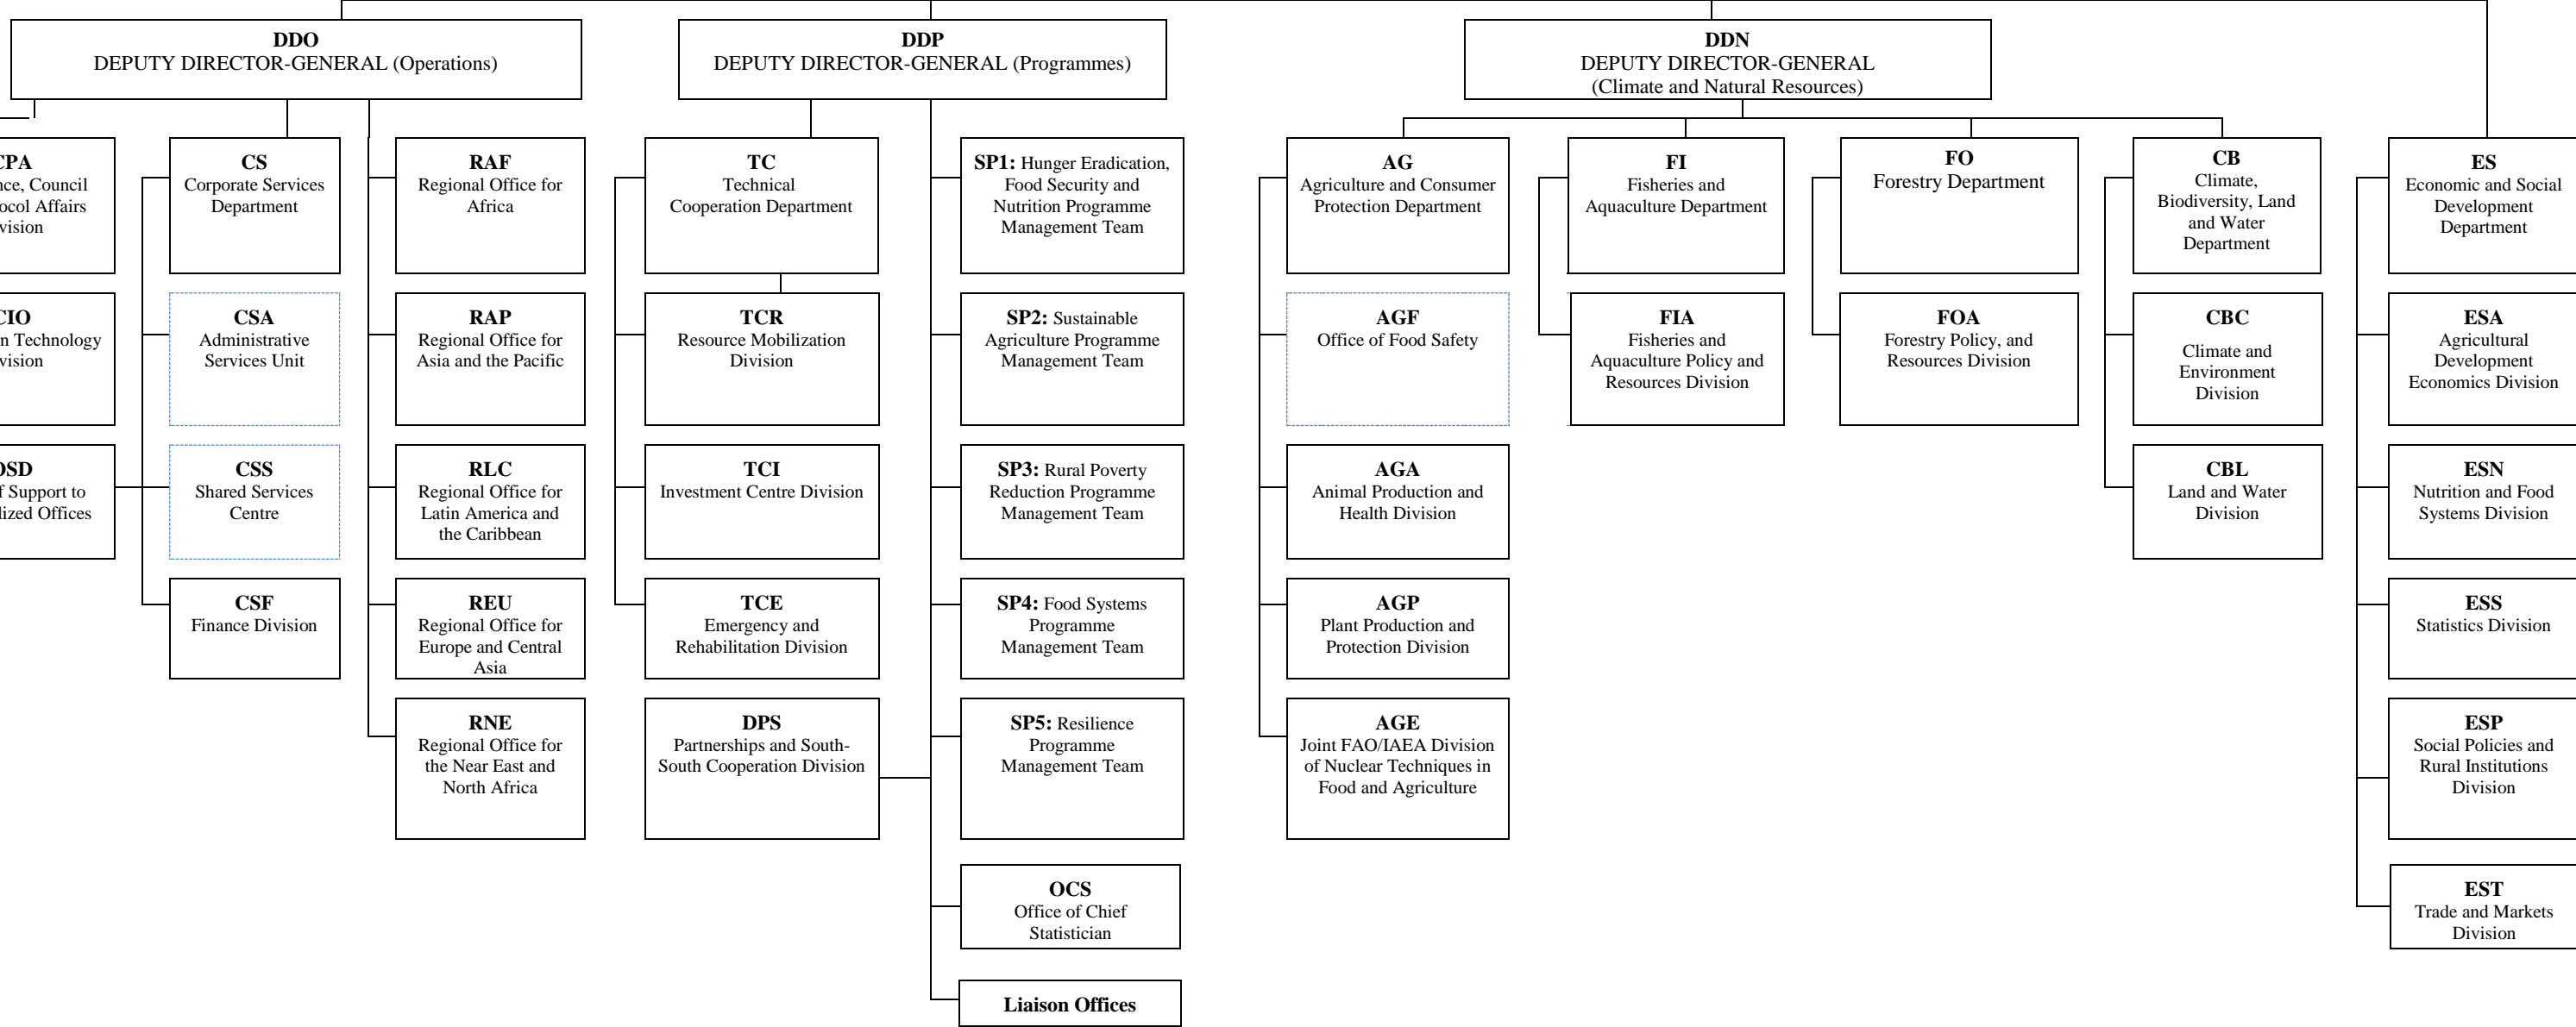 DDO
DEPUTY DIRECTOR-GENERAL (Operations)
DDP
DEPUTY DIRECTOR-GENERAL (Programmes)
DDN
DEPUTY DIRECTOR-GENERAL
(Climate and Natural Resources)
Council
Affairs
Technology
Support to
Offices
CS
Corporate Services
Department
CSA
Administrative
Services Unit
CSS
Shared Services
Centre
CSF
Finance Division
RAF
Regional Office for
Africa
RAP
Regional Office for
Asia and the Pacific
RLC
Regional Office for
Latin America and
the Caribbean
REU
Regional Office for
Europe and Central
Asia
RNE
Regional Office for
the Near East and
North Africa
TC
Technical
Cooperation Department
TCR
Resource Mobilization
Division
TCI
Investment Centre Division
TCE
Emergency and
Rehabilitation Division
DPS
Partnerships and South-
South Cooperation Division
SP1: Hunger Eradication,
Food Security and
Nutrition Programme
Management Team
SP2: Sustainable
Agriculture Programme
Management Team
SP3: Rural Poverty
Reduction Programme
Management Team
SP4: Food Systems
Programme
Management Team
SP5: Resilience
Programme
Management Team
OCS
Office of Chief
Statistician
Liaison Offices
AG
Agriculture and Consumer
Protection Department
AGF
Office of Food Safety
AGA
Animal Production and
Health Division
AGP
Plant Production and
Protection Division
AGE
Joint FAO/IAEA Division
of Nuclear Techniques in
Food and Agriculture
FI
Fisheries and
Aquaculture Department
FIA
Fisheries and
Aquaculture Policy and
Resources Division
FO
Forestry Department
FOA
Forestry Policy, and
Resources Division
CB
Climate,
Biodiversity, Land
and Water
Department
CBC
Climate and
Environment
Division
CBL
Land and Water
Division
ES
Economic and Social
Development
Department
ESA
Agricultural
Development
Economics Division
ESN
Nutrition and Food
Systems Division
ESS
Statistics Division
ESP
Social Policies and
Rural Institutions
Division
EST
Trade and Markets
Division